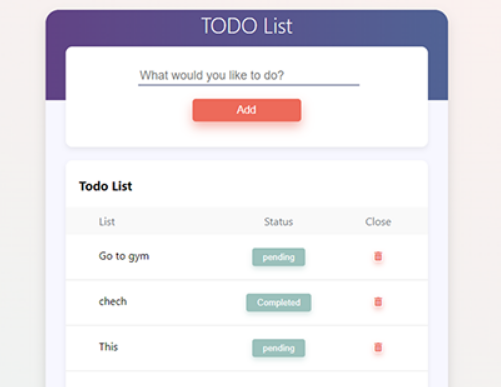 TODO List
What would you like to do?
Add
Todo List
List Status Close
Go to gym pending
chech Completed
This pending